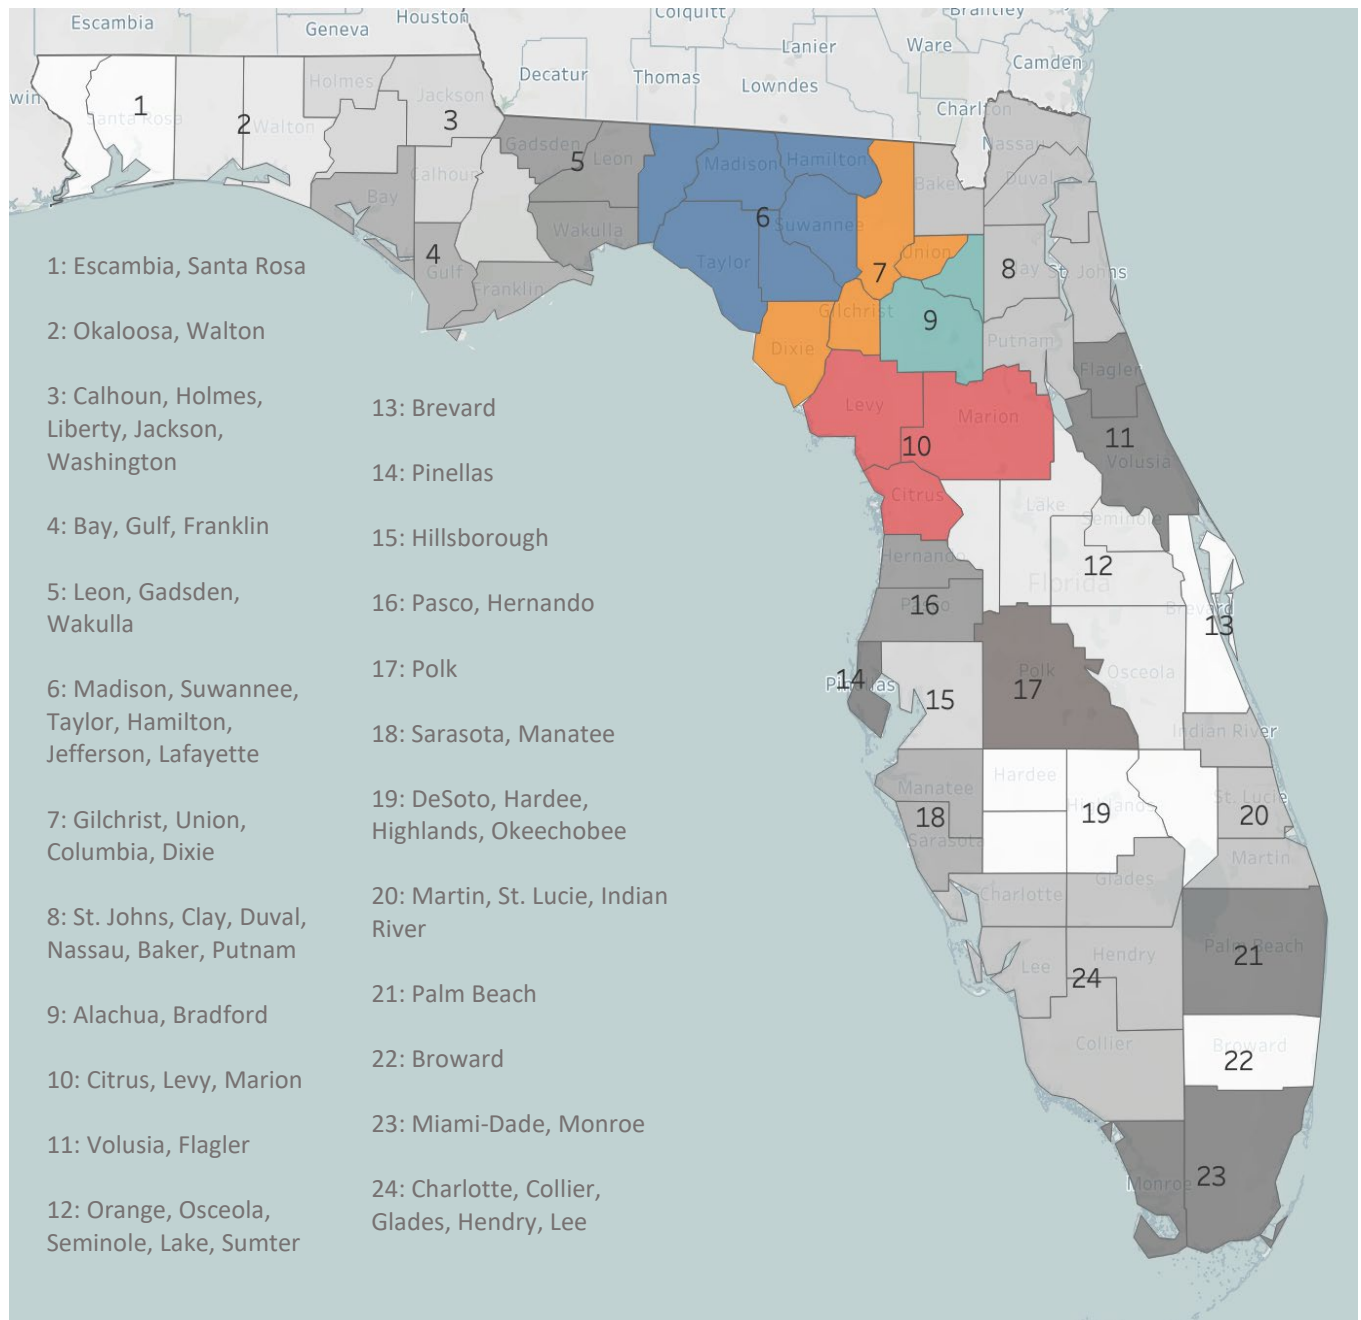 Escambia
Geneva
Houston
Colquitt
Brantley
Lanier
Ware
Decatur
Thomas
Lowndes
Camden
Charlton
win
Holmes
Jackson
Santa Rosa
Walton
Calhoun
Bay
Gulf
Franklin
Gadsden
Leon
Wakulla
Madison
Hamilton
Suwannee
Taylor
Baker
Nassau
Duval
Union
Clay
St Johns
Gilchrist
Dixie
Putnam
Flagler
Levy
Marion
Volusia
Citrus
Lake
Seminole
Hernando
Florida
Pasco
Brevard
Pinellas
Polk
Osceola
Indian River
Hardee
Highlands
Manatee
Sarasota
St. Lucie
Martin
Charlotte
Glades
Lee
Hendry
Palm Beach
Collier
Broward
Monroe
1
2
3
4
5
6
7
8
9
10
11
12
13
14
15
16
17
18
19
20
21
22
23
24
1: Escambia, Santa Rosa
2: Okaloosa, Walton
3: Calhoun, Holmes,
Liberty, Jackson,
Washington
4: Bay, Gulf, Franklin
5: Leon, Gadsden,
Wakulla
6: Madison, Suwannee,
Taylor, Hamilton,
Jefferson, Lafayette
7: Gilchrist, Union,
Columbia, Dixie
8: St. Johns, Clay, Duval,
Nassau, Baker, Putnam
9: Alachua, Bradford
10: Citrus, Levy, Marion
11: Volusia, Flagler
12: Orange, Osceola,
Seminole, Lake, Sumter
13: Brevard
14: Pinellas
15: Hillsborough
16: Pasco, Hernando
17: Polk
18: Sarasota, Manatee
19: DeSoto, Hardee,
Highlands, Okeechobee
20: Martin, St. Lucie, Indian
River
21: Palm Beach
22: Broward
23: Miami-Dade, Monroe
24: Charlotte, Collier,
Glades, Hendry, Lee